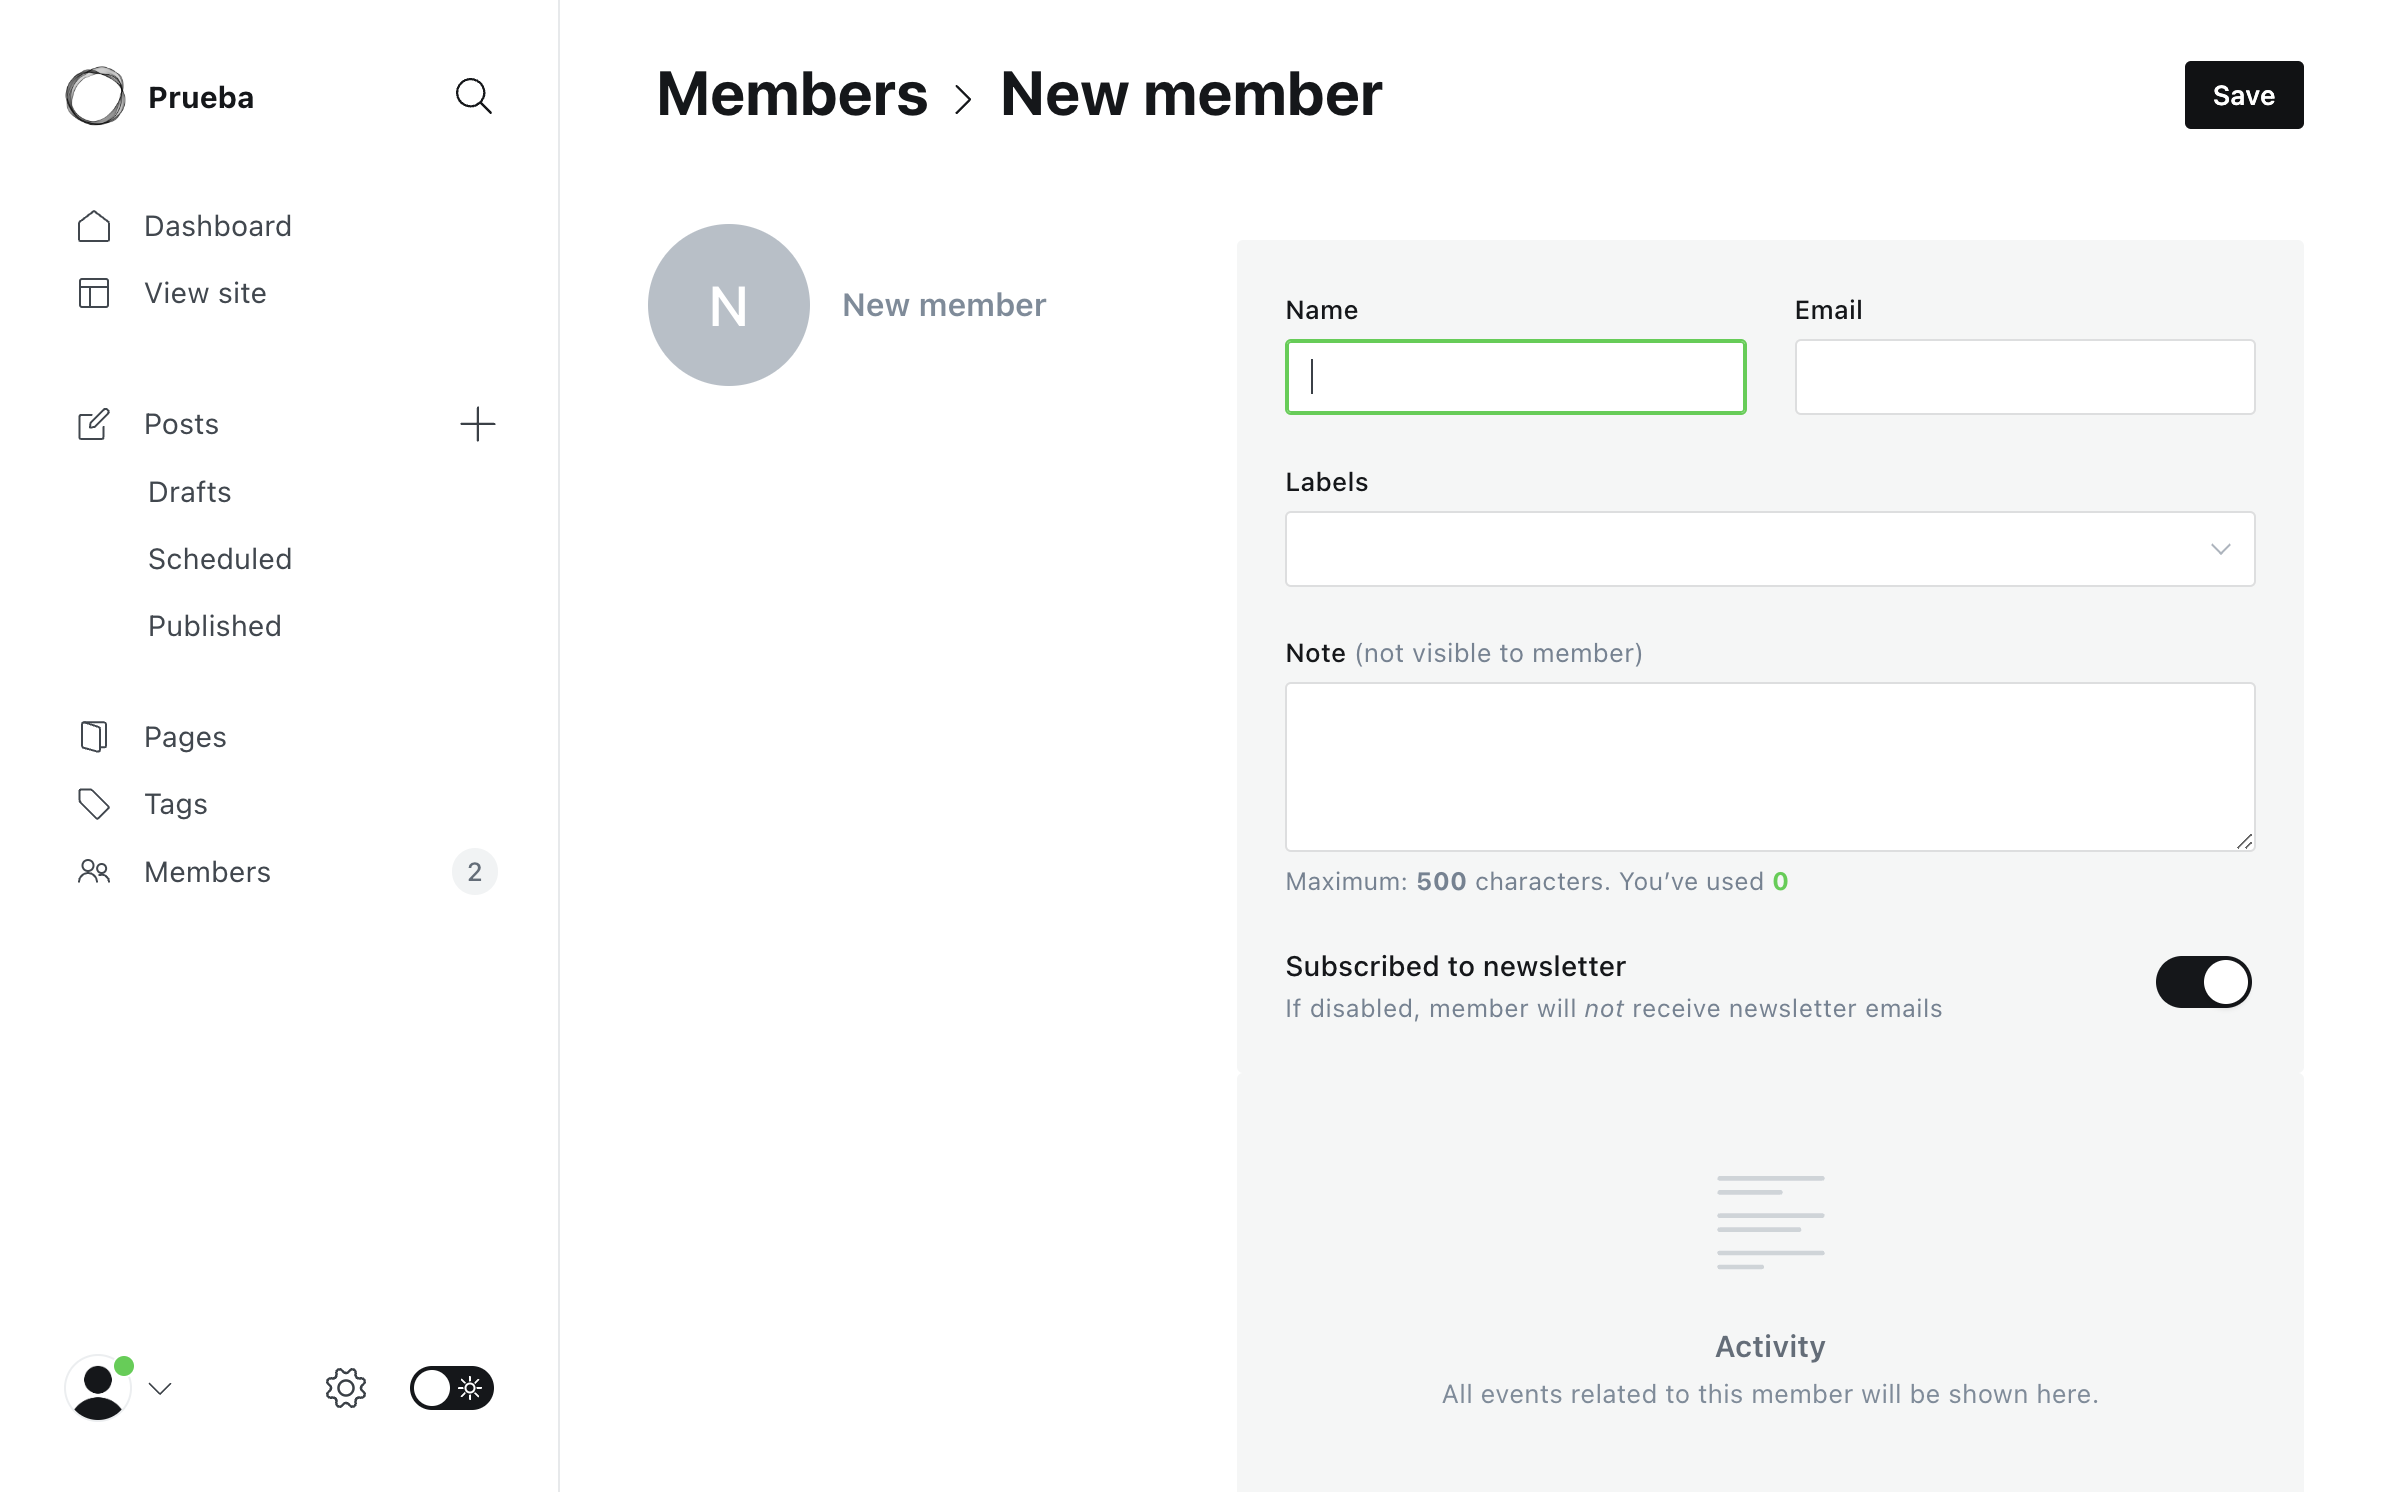 Prueba
Members > New member
Save
Dashboard
View site
N
New member
Name
Email
Posts
Labels
Drafts
Scheduled
Published
Note (not visible to member)
Pages
Tags
Members
2
Maximum: 500 characters. You’ve used 0
Subscribed to newsletter
If disabled, member will not receive newsletter emails
Activity
All events related to this member will be shown here.